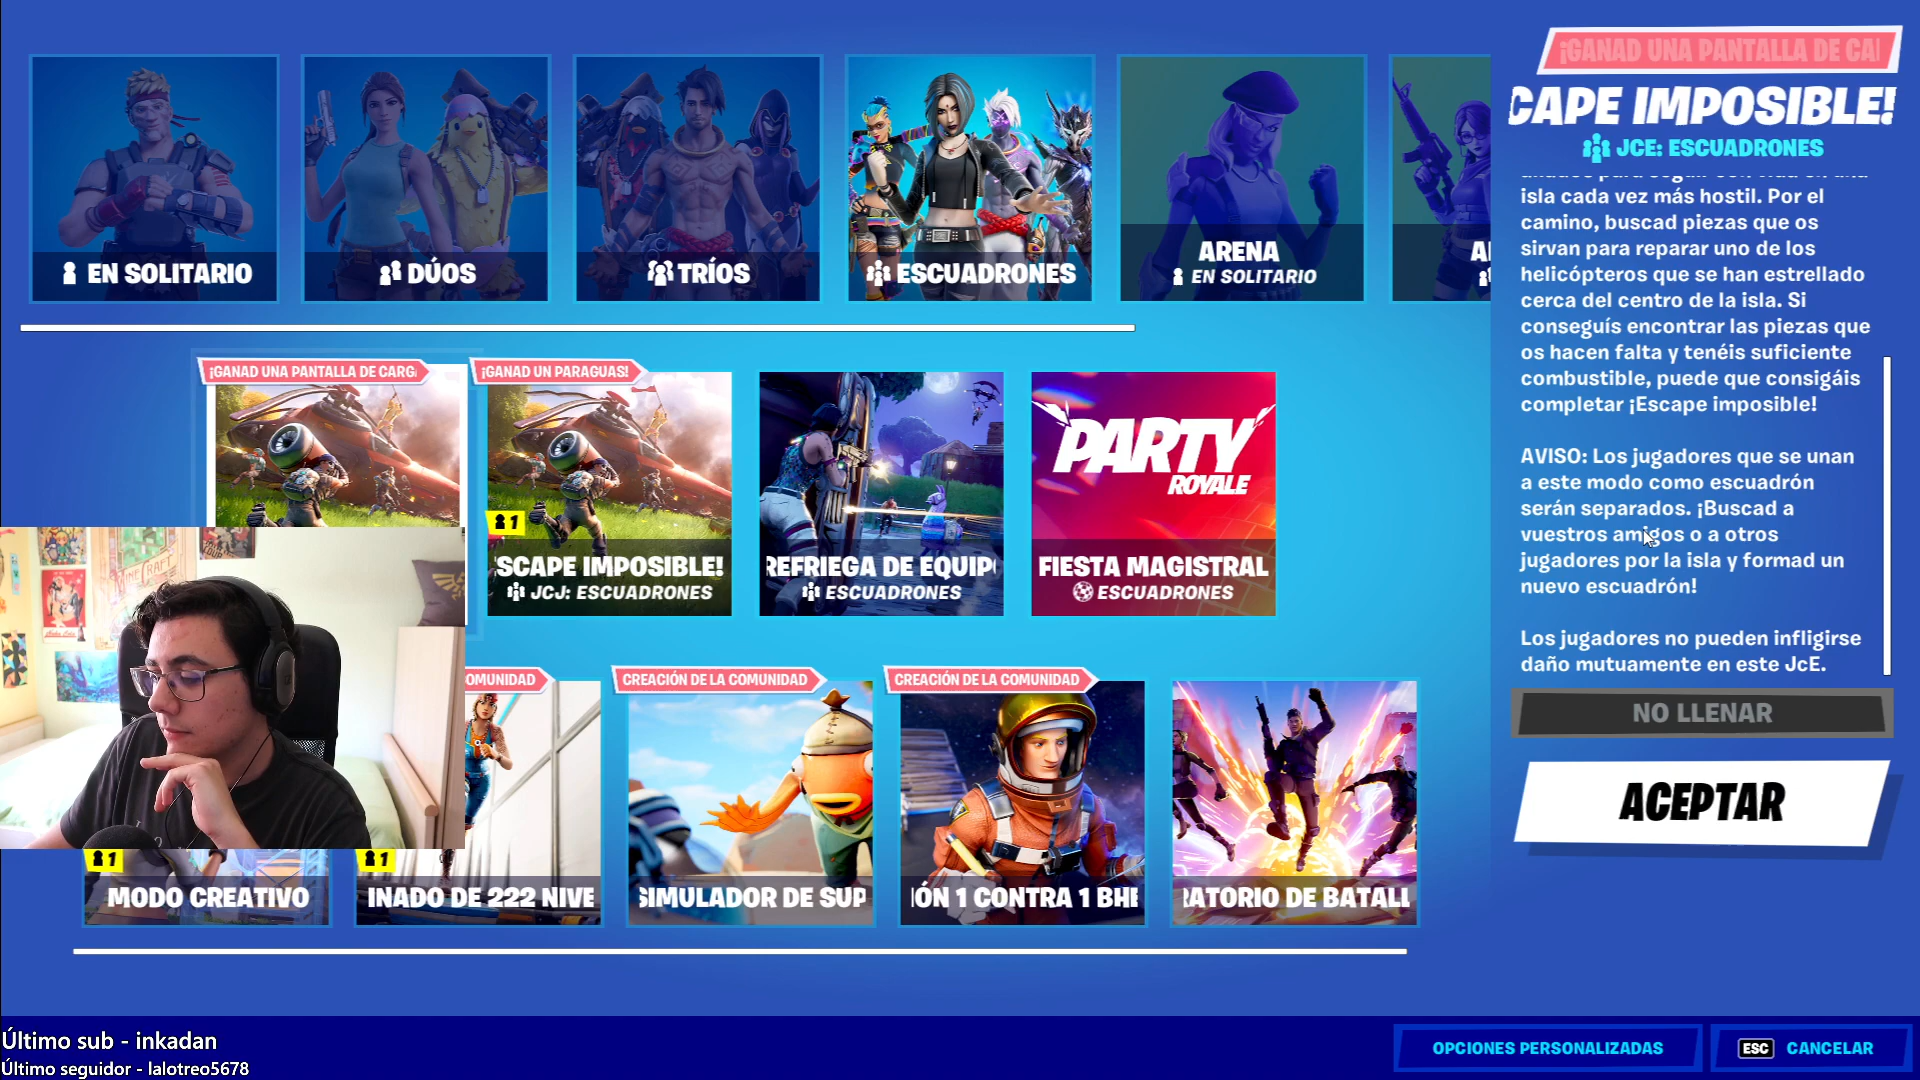 ¡GANAD UNA PANTALLA DE CA
CAPE IMPOSIBLE!
JCE: ESCUADRONES
EN SOLITARIO
DÚOS
TRÍOS
ESCUADRONES
ARENA
EN SOLITARIO
A
¡GANAD UNA PANTALLA DE CARGA
¡GANAD UN PARAGUAS!
1
SCAPE IMPOSIBLE!
JCJ: ESCUADRONES
REFRIEGA DE EQUIP
ESCUADRONES
PARTY
ROYALE
FIESTA MAGISTRAL
ESCUADRONES
isla cada vez más hostil. Por el
camino, buscad piezas que os
sirvan para reparar uno de los
helicópteros que se han estrellado
cerca del centro de la isla. Si
conseguís encontrar las piezas que
os hacen falta y tenéis suficiente
combustible, puede que consigáis
completar ¡Escape imposible!
AVISO: Los jugadores que se unan
a este modo como escuadrón
serán separados. ¡Buscad a
vuestros amigos o a otros
jugadores por la isla y formad un
nuevo escuadrón!
Los jugadores no pueden infligirse
daño mutuamente en este JcE.
NO LLENAR
ACEPTAR
OMUNIDAD
CREACIÓN DE LA COMUNIDAD
CREACIÓN DE LA COMUNIDAD
1
MODO CREATIVO
1
INADO DE 222 NIVE
SIMULADOR DE SUP
IÓN 1 CONTRA 1 BHE
RATORIO DE BATALL
Último sub - inkadan
Último seguidor - lalotreo5678
OPCIONES PERSONALIZADAS
ESC CANCELAR